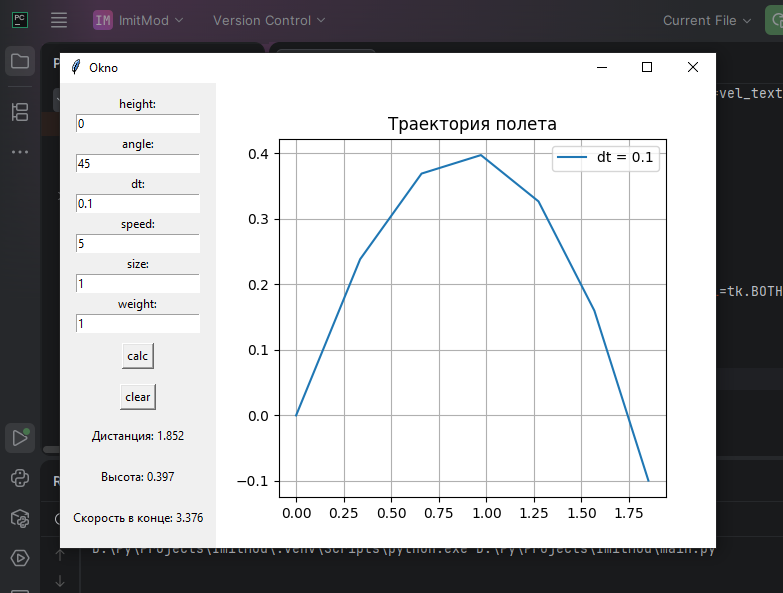 PC
IM ImitMod
Version Control
Current File
P
=vel_text
Okno
height:
0
angle:
45
dt:
0.1
speed:
5
size:
1
weight:
1
calc
clear
Дистанция: 1.852
Высота: 0.397
Скорость в конце: 3.376
Траектория полета
dt = 0.1
0.4
0.3
0.2
0.1
0.0
−0.1
0.00 0.25 0.50 0.75 1.00 1.25 1.50 1.75
=tk.BOTH
R
D:\Py\Projects\ImitMod\.venv\Scripts\python.exe D:\Py\Projects\ImitMod\main.py